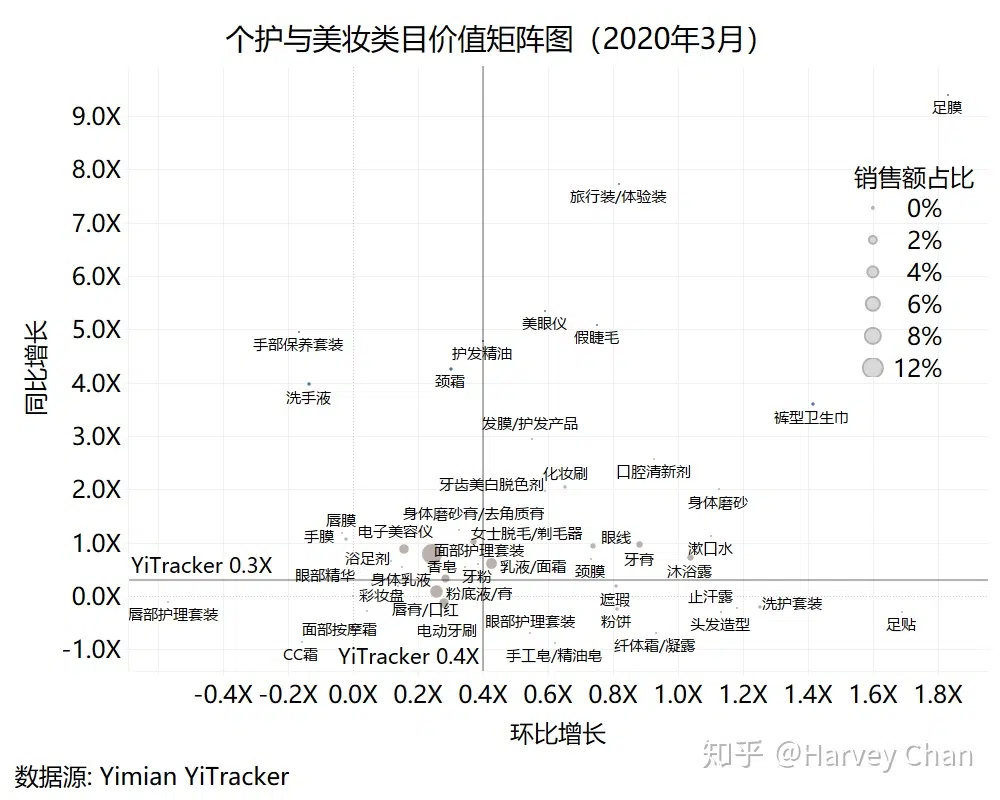 个护与美妆类目价值矩阵图（2020年3月）
9.0X
足膜
8.0X
销售额占比
旅行装/体验装
0%
7.0X
2%
6.0X
4%
6%
美眼仪
5.0X
假睫毛
8%
手部保养套装
护发精油
12%
同比增长
颈霜
4.0X
洗手液
裤型卫生巾
发膜/护发产品
3.0X
化妆刷
口腔清新剂
牙齿美白脱色剂
2.0X
身体磨砂
身体磨砂膏/去角质膏
唇膜
电子美容仪
女士脱毛/剃毛器
手膜
眼线
1.0X
面部护理套装
漱口水
浴足剂
牙膏
YiTracker 0.3X
香皂
乳液/面霜
颈膜
沐浴露
眼部精华
身体乳液
牙粉
0.0X
彩妆盘
粉底液/膏
遮瑕
止汗露
洗护套装
唇部护理套装
唇膏/口红
眼部护理套装
粉饼
头发造型
足贴
面部按摩霜
电动牙刷
纤体霜/凝露
-1.0X
CC霜
YiTracker 0.4X
手工皂/精油皂
-0.4X -0.2X 0.0X 0.2X 0.4X 0.6X 0.8X 1.0X 1.2X 1.4X 1.6X 1.8X
环比增长
知乎 @Harvey Chan
数据源: Yimian YiTracker